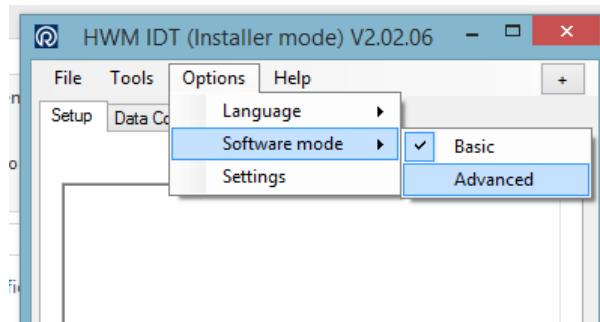 HWM IDT (Installer mode) V2.02.06
File Tools Options Help +
Setup Data Co
Language
Software mode
Settings
Basic
Advanced